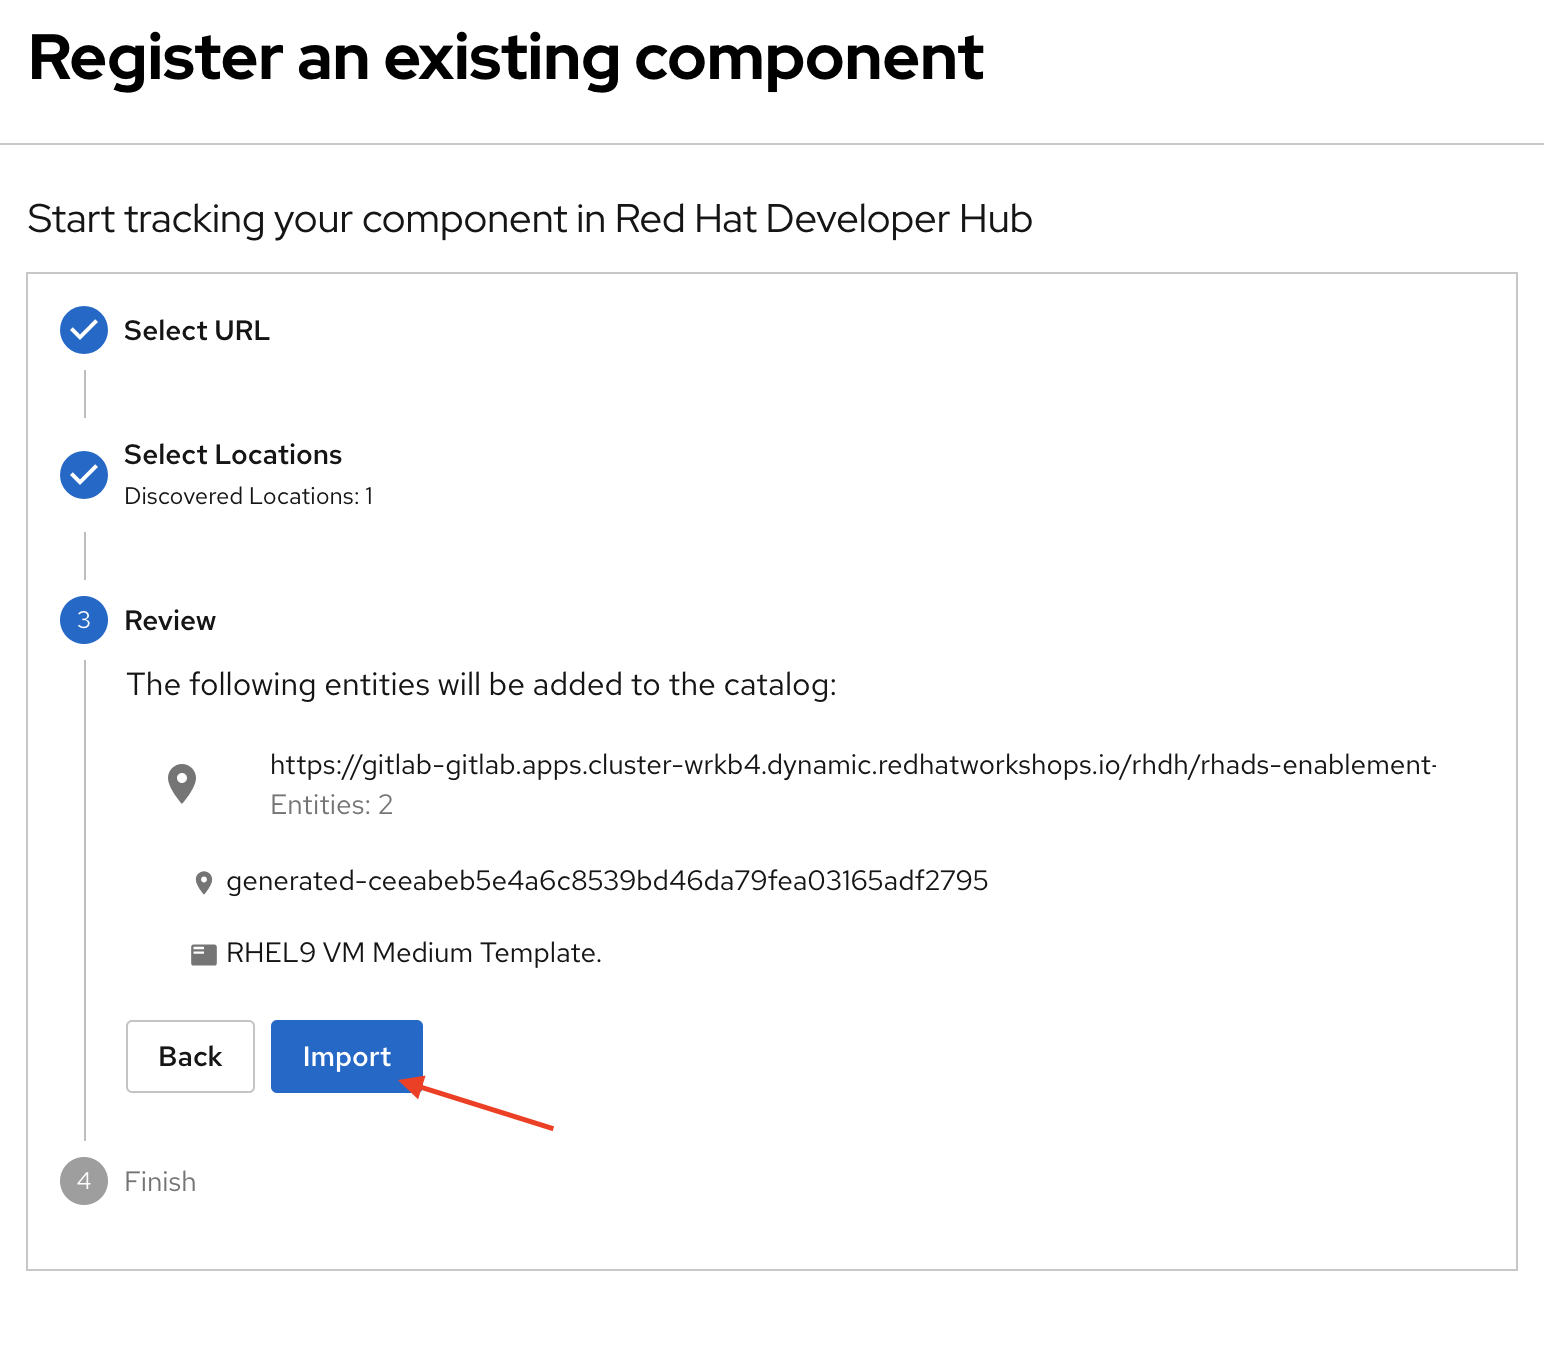 Register an existing component
Start tracking your component in Red Hat Developer Hub
Select URL
Select Locations
Discovered Locations: 1
3
Review
The following entities will be added to the catalog:
https://gitlab-gitlab.apps.cluster-wrkb4.dynamic.redhatworkshops.io/rhdh/rhads-enablement-
Entities: 2
generated-ceeabeb5e4a6c8539bd46da79fea03165adf2795
RHEL9 VM Medium Template.
Back
Import
4
Finish